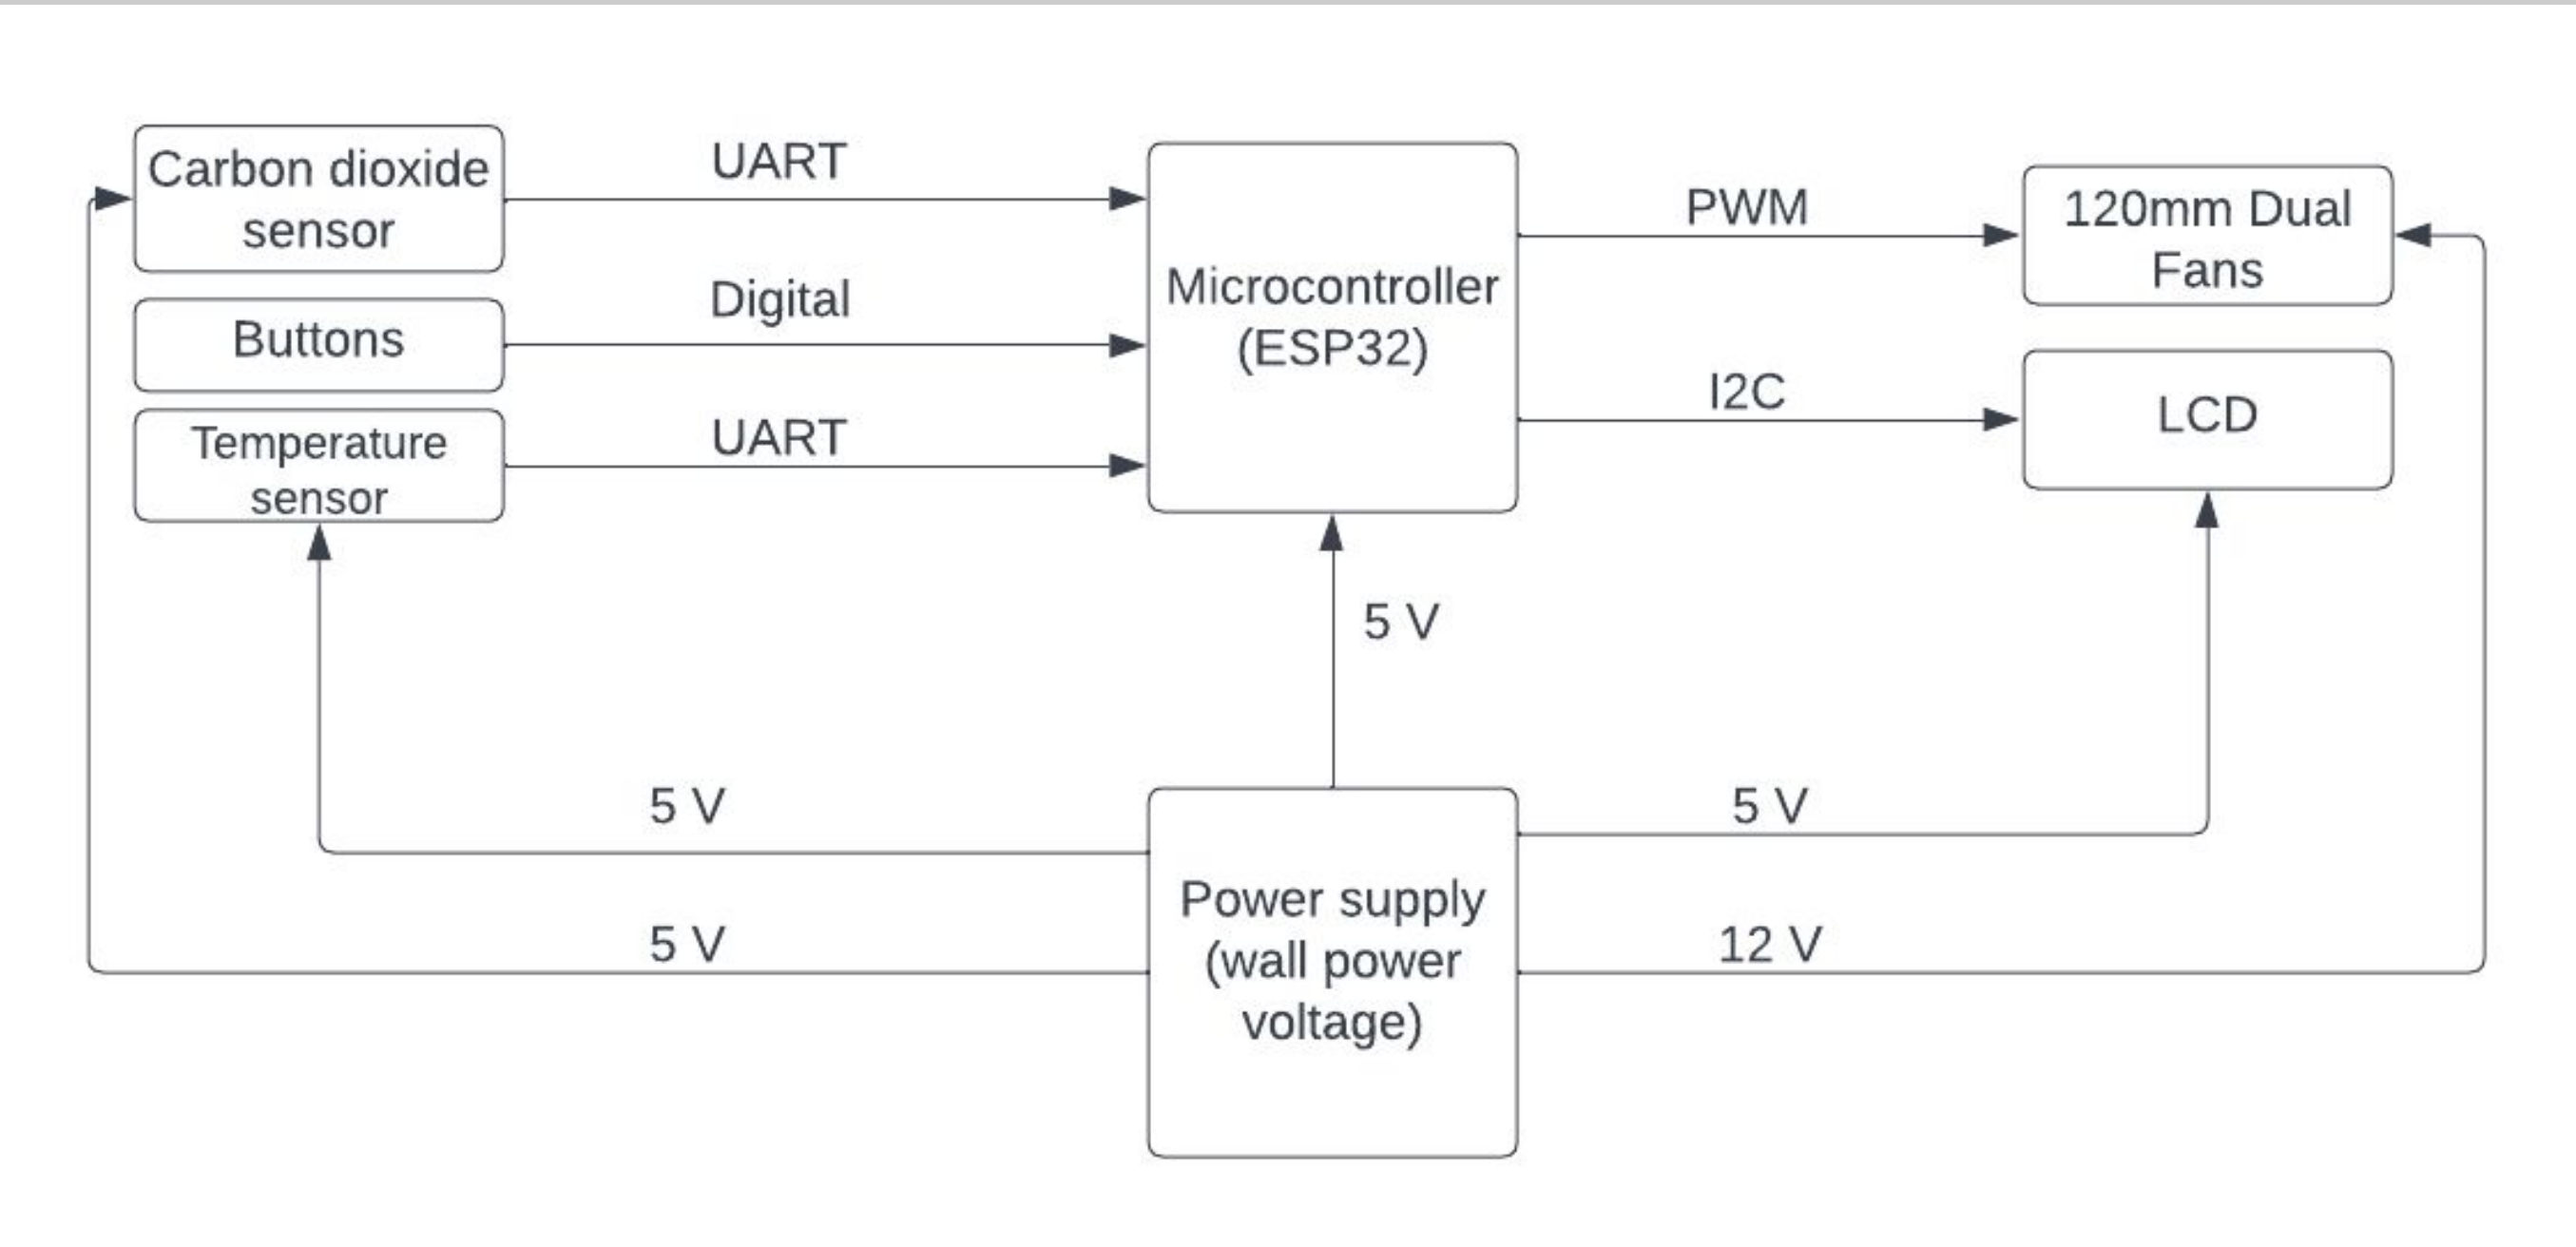 Carbon dioxide
sensor
UART
Buttons
Digital
Temperature
sensor
UART
Microcontroller
(ESP32)
PWM
120mm Dual
Fans
I2C
LCD
5 V
5 V
5 V
5 V
12 V
Power supply
(wall power
voltage)